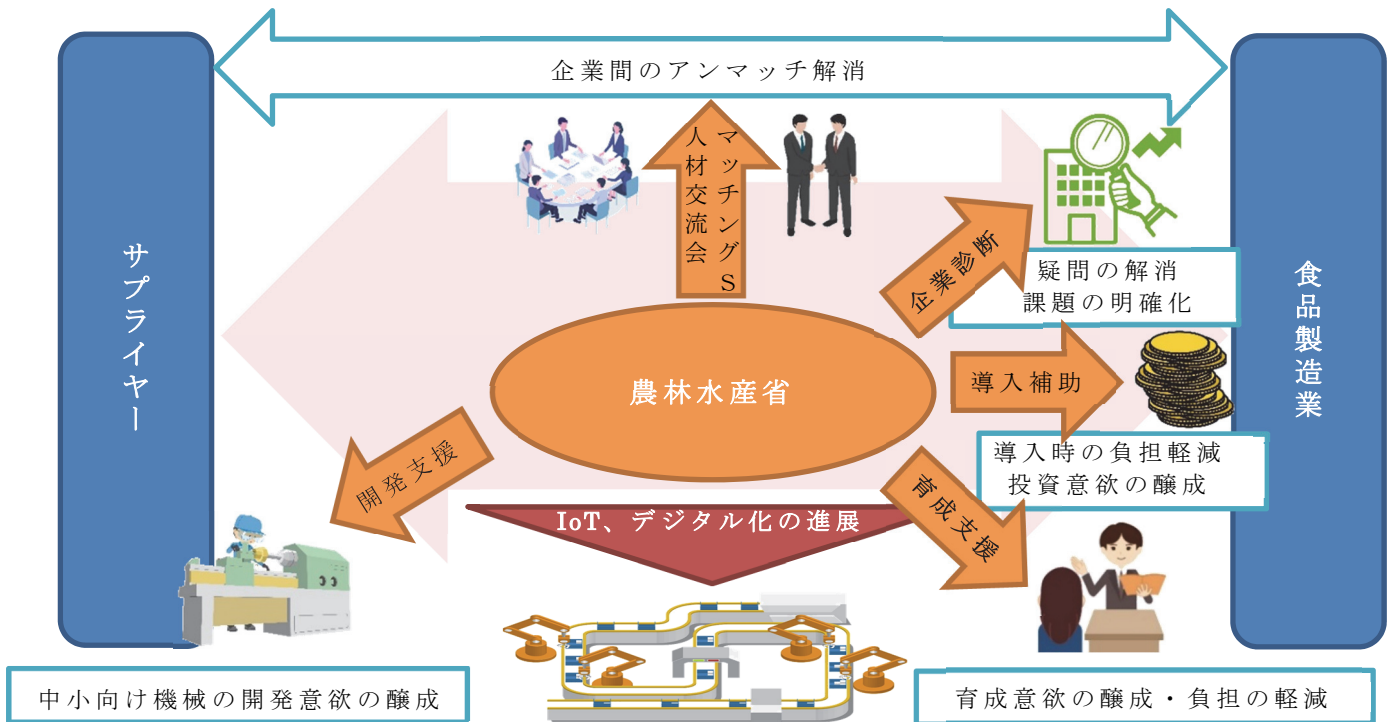 企業間のアンマッチ解消
サプライヤー
食品製造業
マッチングS
人材交流会
企業診断
疑問の解消
課題の明確化
農林水産省
導入補助
導入時の負担軽減
投資意欲の醸成
開発支援
育成支援
IoT、デジタル化の進展
中小向け機械の開発意欲の醸成
育成意欲の醸成・負担の軽減